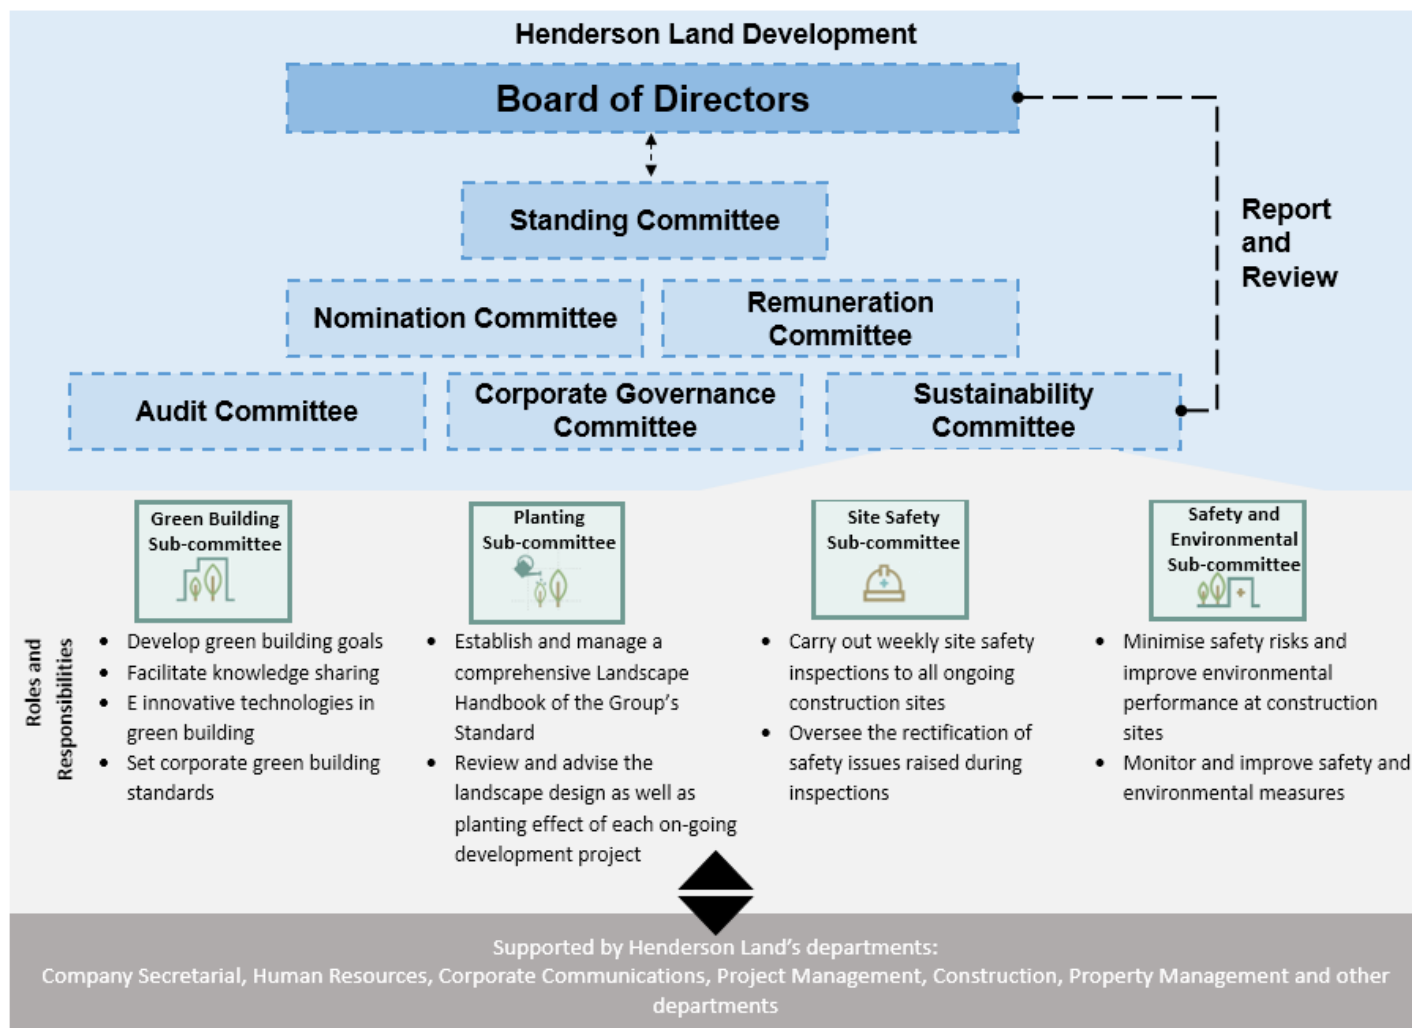 Henderson Land Development
Board of Directors
Standing Committee
Report
and
Review
Nomination Committee
Remuneration
Committee
Audit Committee
Corporate Governance
Committee
Sustainability
Committee
Green Building
Sub-committee
Planting
Sub-committee
Site Safety
Sub-committee
Safety and
Environmental
Sub-committee
Roles and
Responsibilities
• Develop green building goals
• Facilitate knowledge sharing
• E innovative technologies in
green building
• Set corporate green building
standards
• Establish and manage a
comprehensive Landscape
Handbook of the Group's
Standard
• Review and advise the
landscape design as well as
planting effect of each on-going
development project
• Carry out weekly site safety
inspections to all ongoing
construction sites
• Oversee the rectification of
safety issues raised during
inspections
• Minimise safety risks and
improve environmental
performance at construction
sites
• Monitor and improve safety and
environmental measures
Supported by Henderson Land's departments:
Company Secretarial, Human Resources, Corporate Communications, Project Management, Construction, Property Management and other
departments